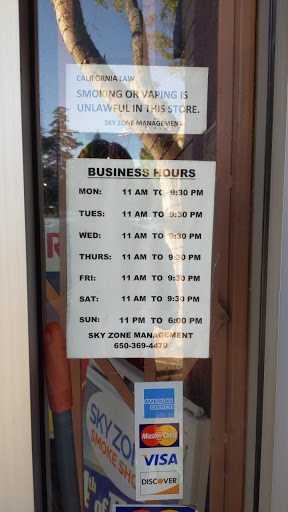 CALIFORNIA LAW
SMOKING OR VAPING IS
UNLAWFUL IN THIS STORE.
SKY ZONE MANAGEMENT
BUSINESS HOURS
MON: 11 AM TO 9:30 PM
TUES: 11 AM TO 9:30 PM
WED: 11 AM TO 9:30 PM
THURS: 11 AM TO 9:30 PM
FRI: 11 AM TO 9:30 PM
SAT: 11 AM TO 9:30 PM
SUN: 11 PM TO 6:00 PM
SKY ZONE MANAGEMENT
650-369-4470
AMERICAN
EXPRESS
MasterCard
VISA
DISCOVER
SKY ZO
SMOKE SHO